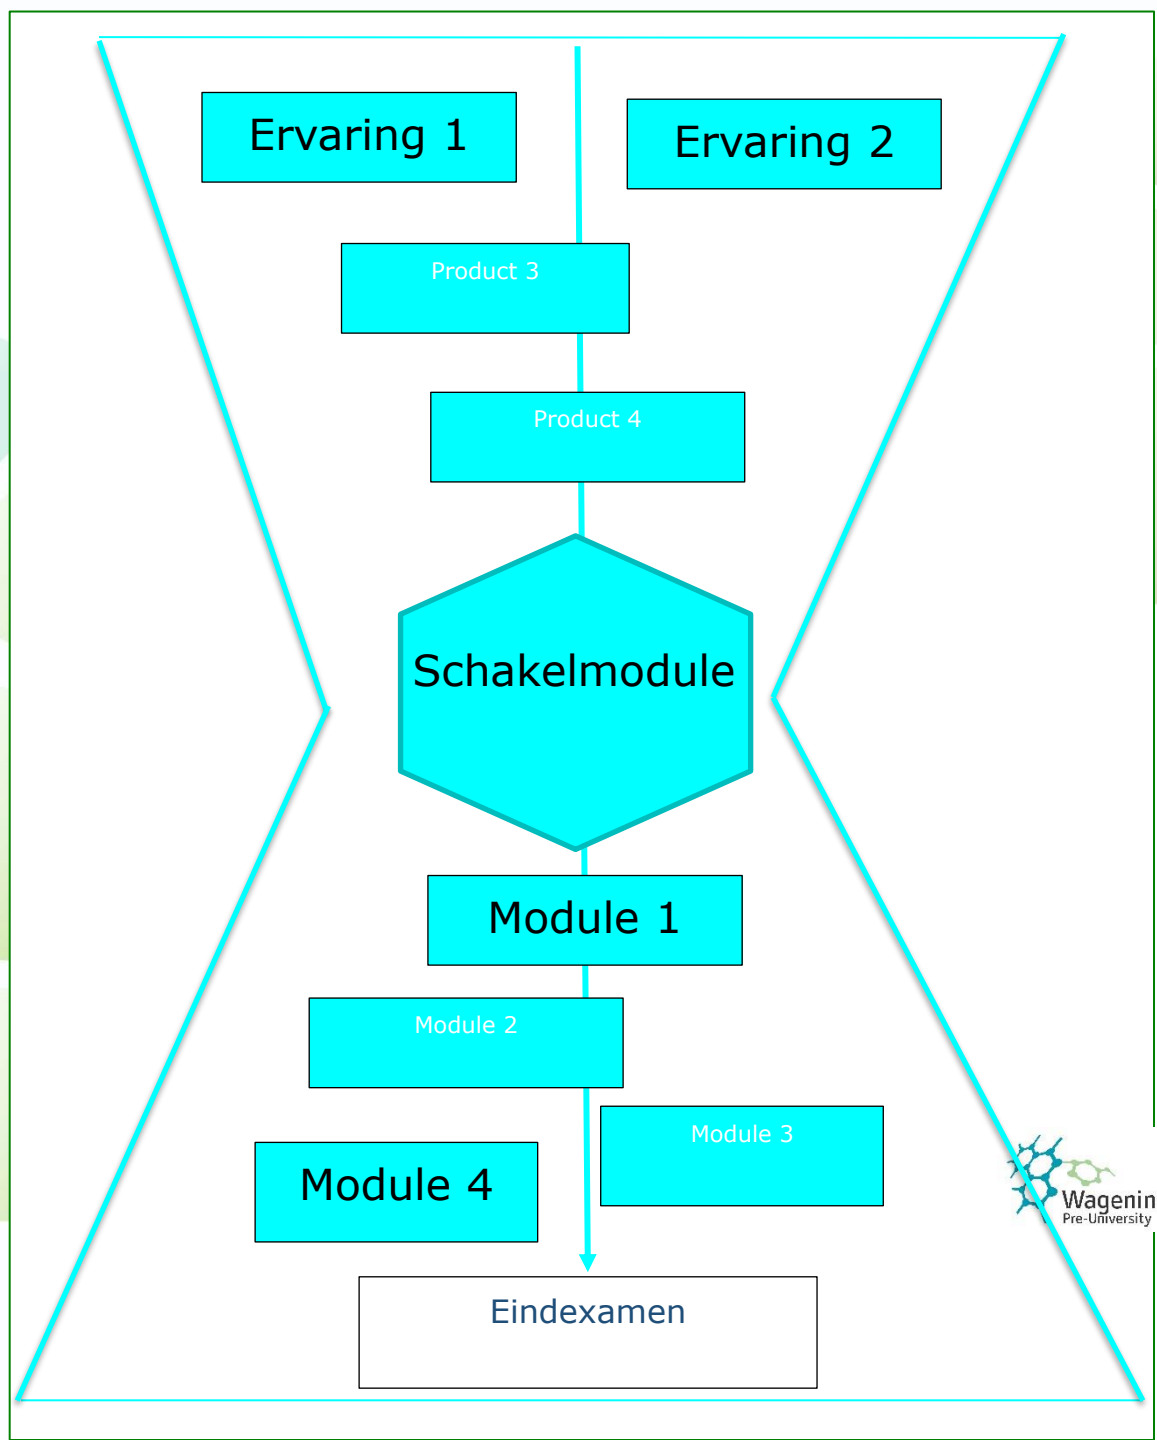 Ervaring 1
Ervaring 2
Product 3
Product 4
Schakelmodule
Module 1
Module 2
Module 3
Module 4
Wagenin
Pre-University
Eindexamen